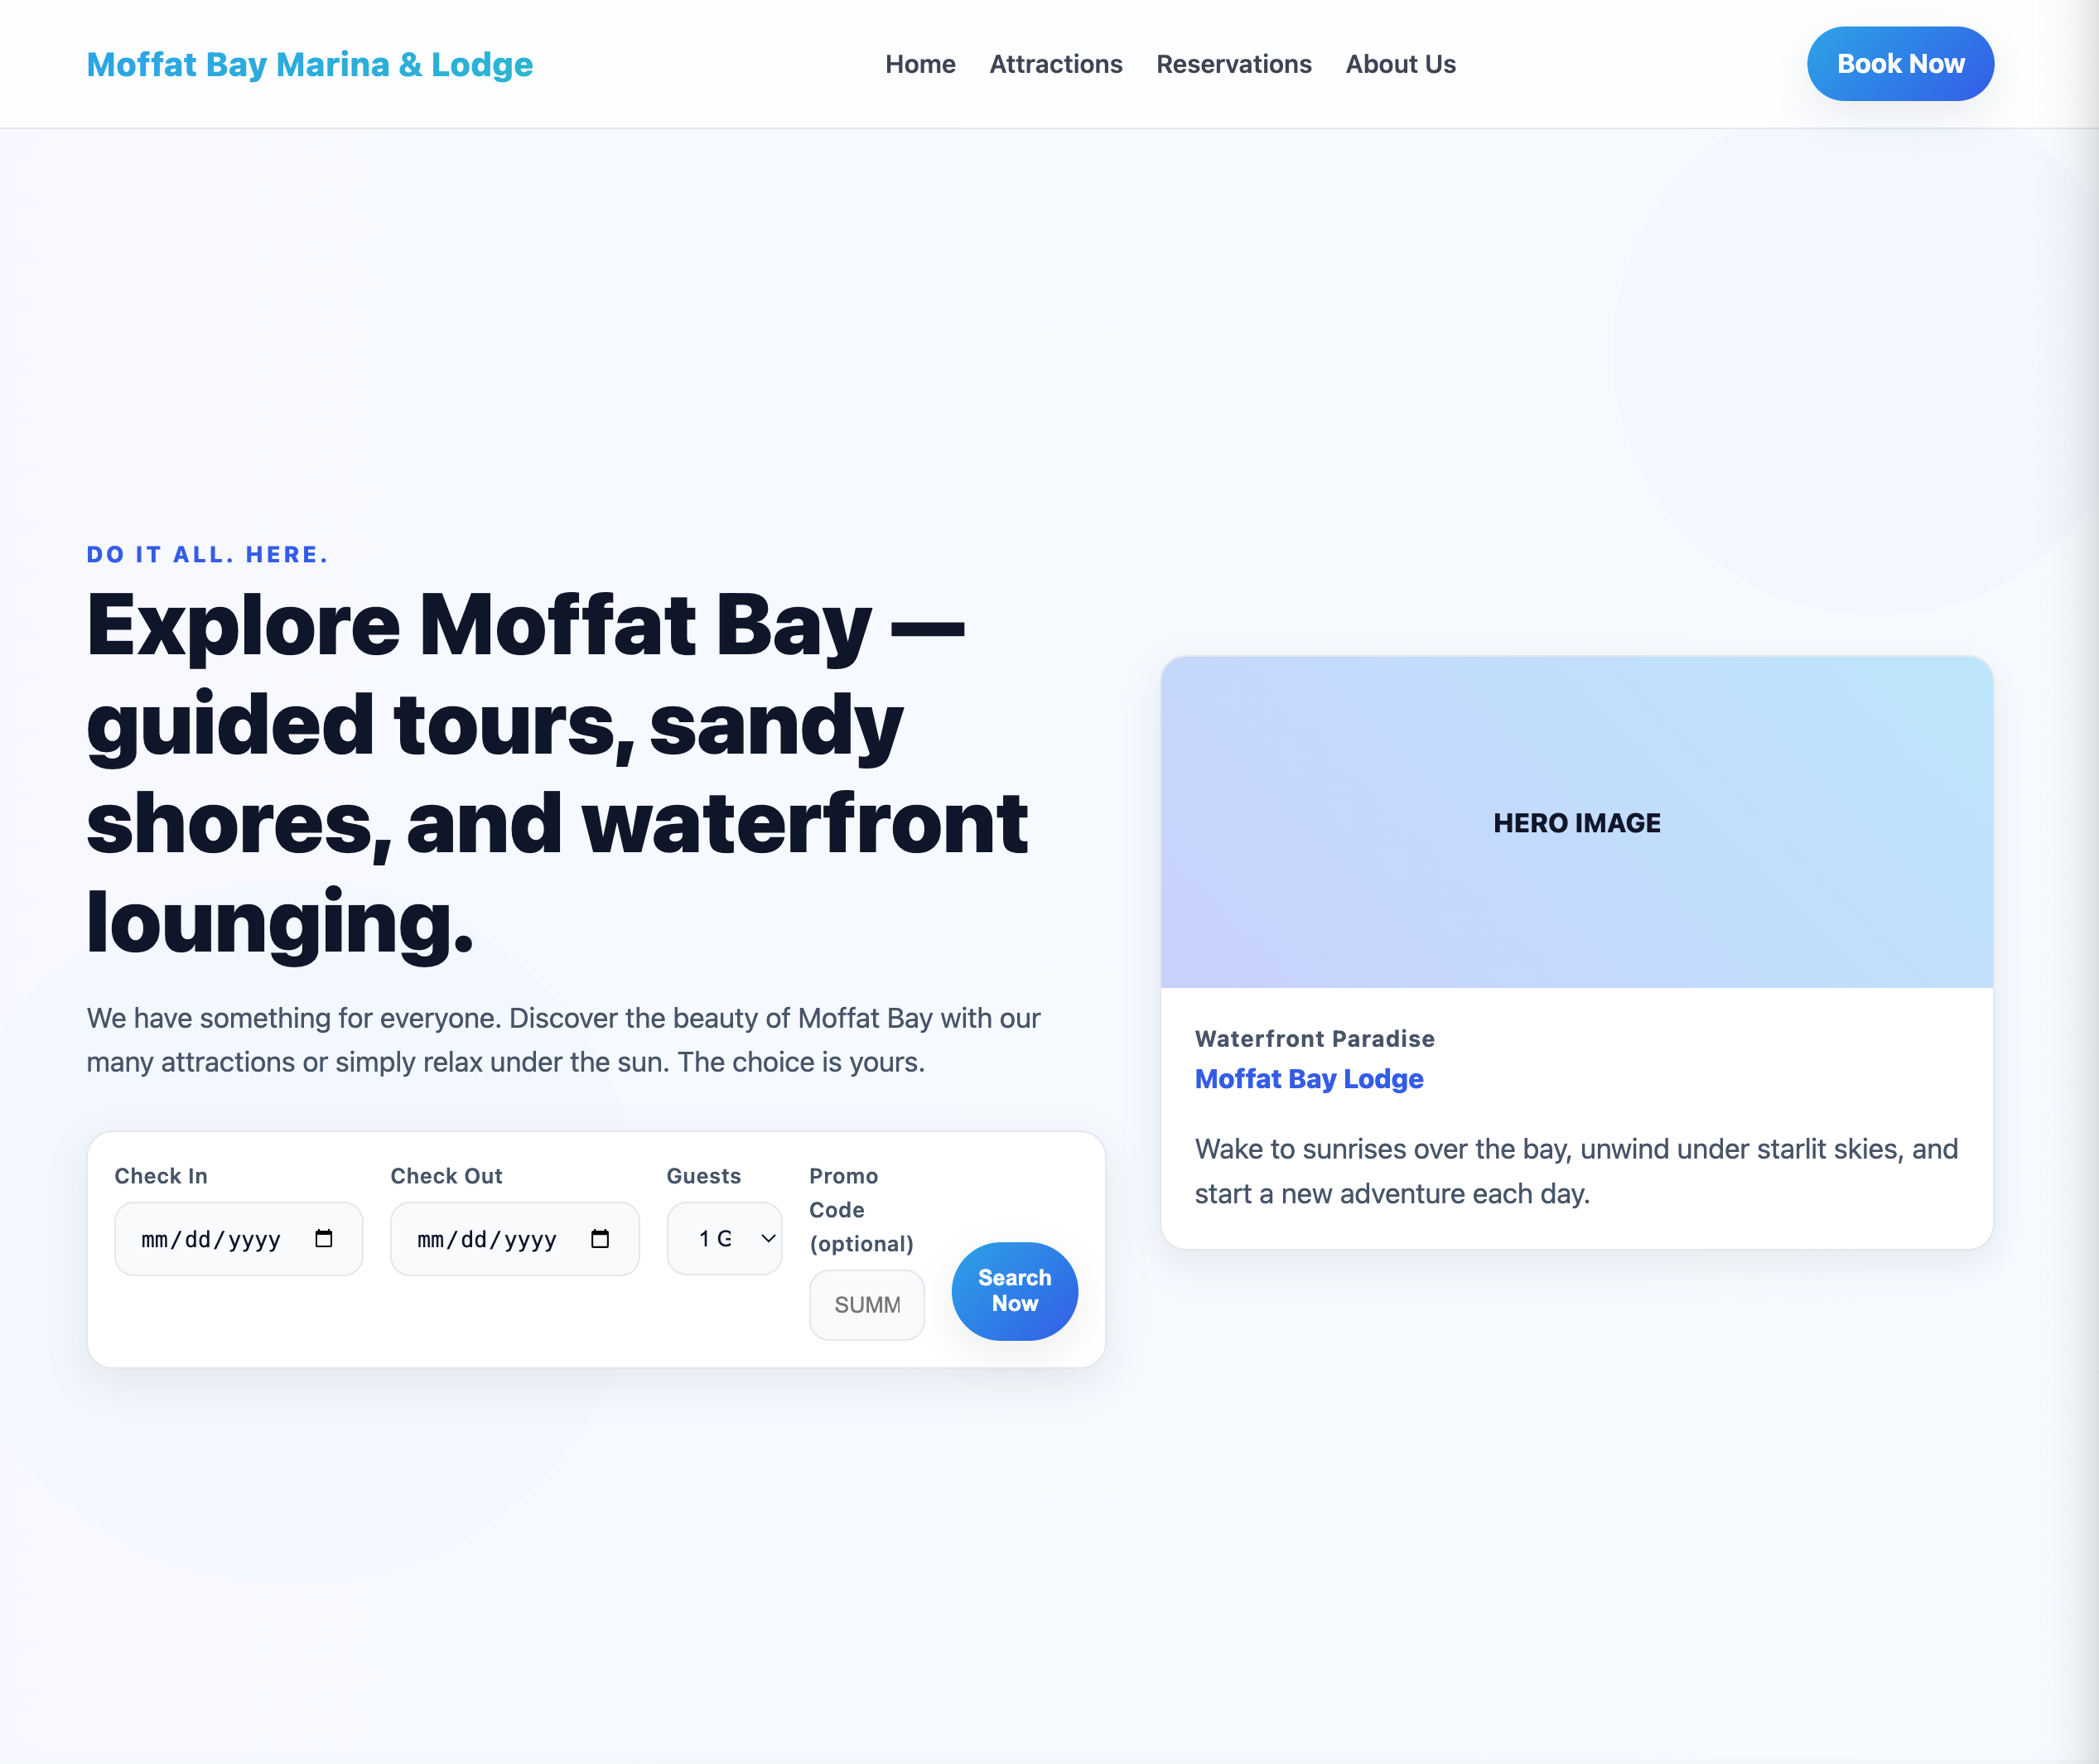 Moffat Bay Marina & Lodge
Home
Attractions
Reservations
About Us
Book Now
DO IT ALL. HERE.
Explore Moffat Bay —
guided tours, sandy
shores, and waterfront
lounging.
We have something for everyone. Discover the beauty of Moffat Bay with our
many attractions or simply relax under the sun. The choice is yours.
Check In
mm/dd/yyyy
Check Out
mm/dd/yyyy
Guests
1 G
Promo
Code
(optional)
SUMM
Search
Now
HERO IMAGE
Waterfront Paradise
Moffat Bay Lodge
Wake to sunrises over the bay, unwind under starlit skies, and
start a new adventure each day.